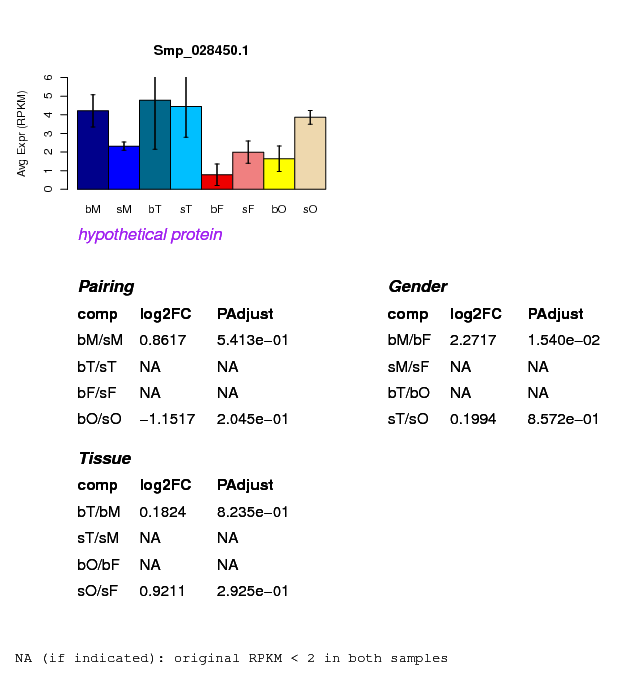 Smp_028450.1
Avg Expr (RPKM)
0 1 2 3 4 5 6
bM sM bT sT bF sF bO sO
hypothetical protein
Pairing
comp log2FC PAdjust
bM/sM 0.8617 5.413e−01
bT/sT NA NA
bF/sF NA NA
bO/sO −1.1517 2.045e−01
Gender
comp log2FC PAdjust
bM/bF 2.2717 1.540e−02
sM/sF NA NA
bT/bO NA NA
sT/sO 0.1994 8.572e−01
Tissue
comp log2FC PAdjust
bT/bM 0.1824 8.235e−01
sT/sM NA NA
bO/bF NA NA
sO/sF 0.9211 2.925e−01
NA (if indicated): original RPKM < 2 in both samples